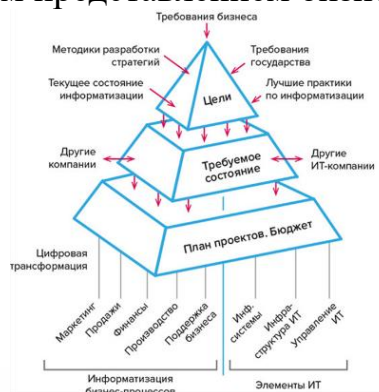 Требования бизнеса
Методики разработки
стратегий
Требования
государства
Текущее состояние
информатизации
Лучшие практики
по информатизации
Цели
Другие
компании
Требуемое
состояние
Другие
ИТ-компании
План проектов, Бюджет
Цифровая
трансформация
Маркетинг
Продажи
Финансы
Производство
Поддержка
бизнеса
Инф.
системы
Инфра-
структура ИТ
Управление
ИТ
Информатизация
бизнес-процессов
Элементы ИТ